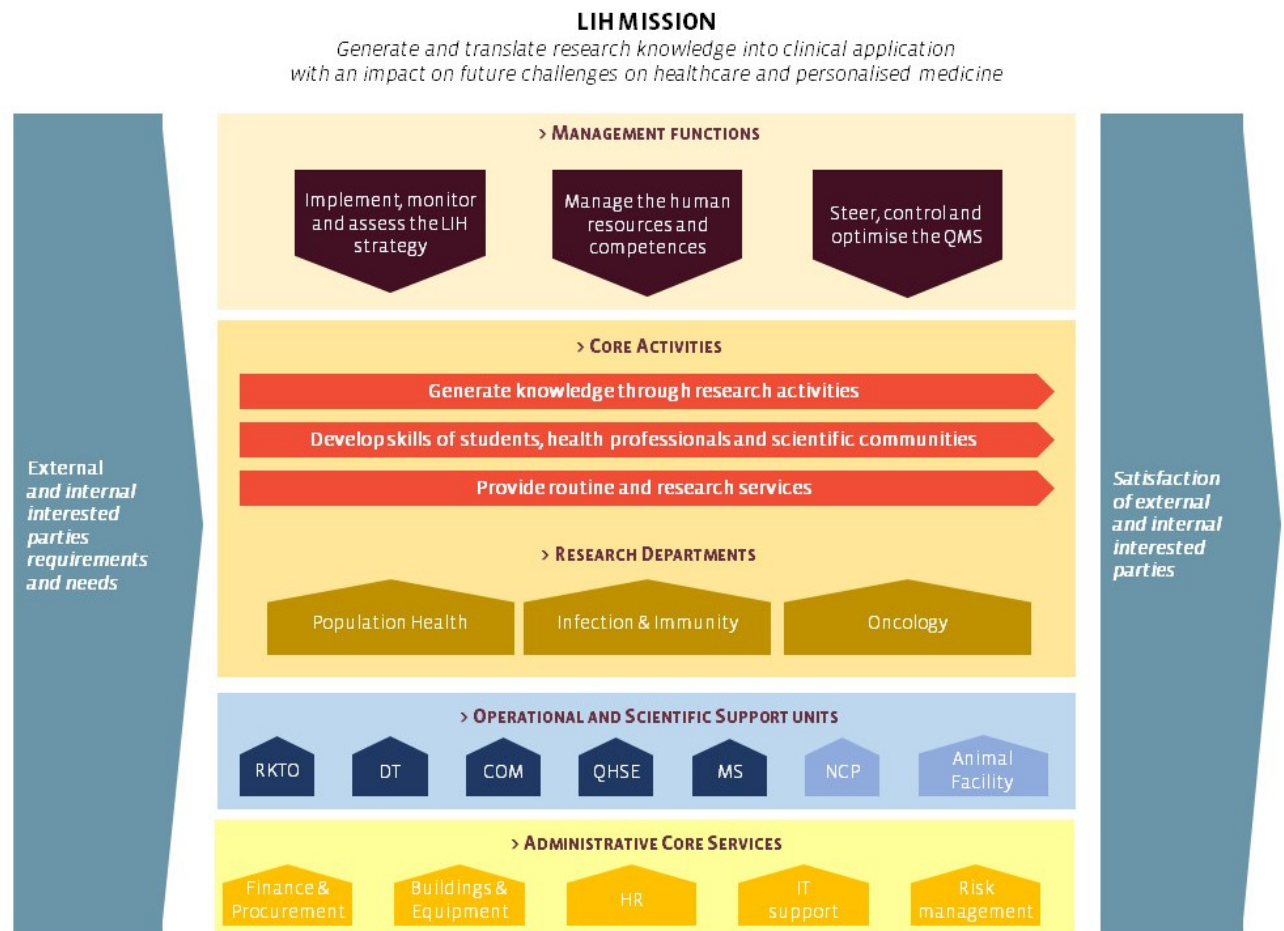 LIH MISSION
Generate and translate research knowledge into clinical application
with an impact on future challenges on healthcare and personalised medicine
External
and internal
interested
parties
requirements
and needs
> MANAGEMENT FUNCTIONS
Implement, monitor
and assess the LIH
strategy
Manage the human
resources and
competences
Steer, control and
optimise the QMS
> CORE ACTIVITIES
Generate knowledge through research activities
Develop skills of students, health professionals and scientific communities
Provide routine and research services
> RESEARCH DEPARTMENTS
Population Health
Infection & Immunity
Oncology
> OPERATIONAL AND SCIENTIFIC SUPPORT UNITS
RKTO
DT
COM
QHSE
MS
NCP
Animal
Facility
> ADMINISTRATIVE CORE SERVICES
Finance &
Procurement
Buildings &
Equipment
HR
IT
support
Risk
management
Satisfaction
of external
and internal
interested
parties